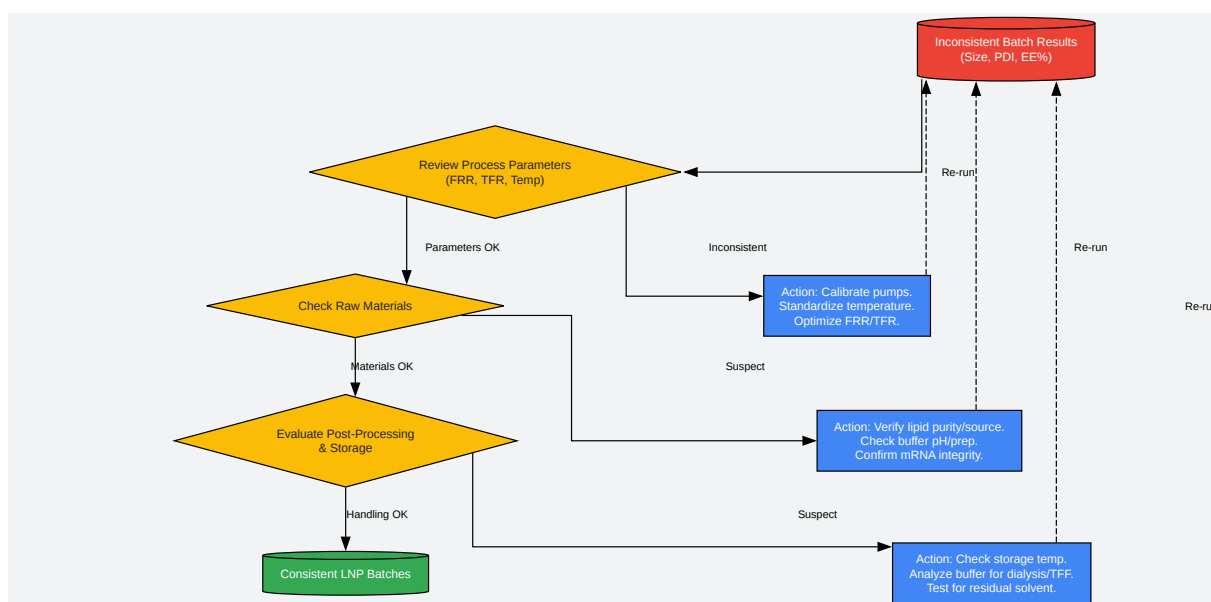 Inconsistent Batch Results
(Size, PDI, EE%)
Review Process Parameters
(FRR, TFR, Temp)
Re-run
Parameters OK
Inconsistent
Re-run
Action: Calibrate pumps.
Standardize temperature.
Optimize FRR/TFR.
Check Raw Materials
Materials OK
Suspect
Action: Verify lipid purity/source.
Check buffer pH/prep.
Confirm mRNA integrity.
Evaluate Post-Processing
& Storage
Handling OK
Suspect
Action: Check storage temp.
Analyze buffer for dialysis/TFF.
Test for residual solvent.
Consistent LNP Batches